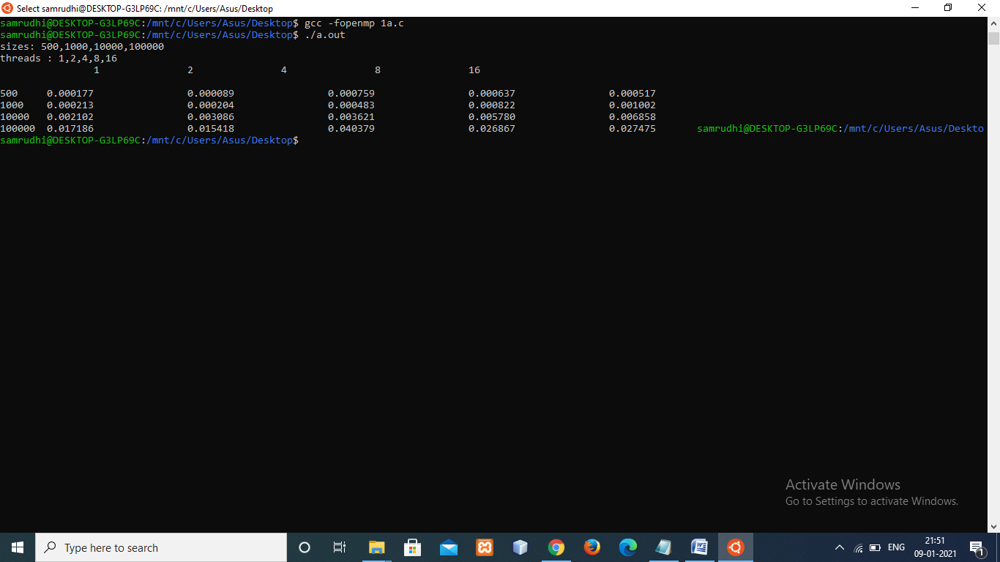 Select samrudhi@DESKTOP-G3LP69C: /mnt/c/Users/Asus/Desktop
samrudhi@DESKTOP-G3LP69C:/mnt/c/Users/Asus/Desktop$ gcc -fopenmp 1a.c
samrudhi@DESKTOP-G3LP69C:/mnt/c/Users/Asus/Desktop$ ./a.out
sizes: 500,1000,10000,100000
threads : 1,2,4,8,16
1 2 4 8 16
500 0.000177 0.000089 0.000759 0.000637 0.000517
1000 0.000213 0.000204 0.000483 0.000822 0.001002
10000 0.002102 0.003086 0.003621 0.005780 0.006858
100000 0.017186 0.015418 0.040379 0.026867 0.027475 samrudhi@DESKTOP-G3LP69C:/mnt/c/Users/Asus/Deskto
samrudhi@DESKTOP-G3LP69C:/mnt/c/Users/Asus/Desktop$
Activate Windows
Go to Settings to activate Windows.
Type here to search
ENG
21:51
09-01-2021
1